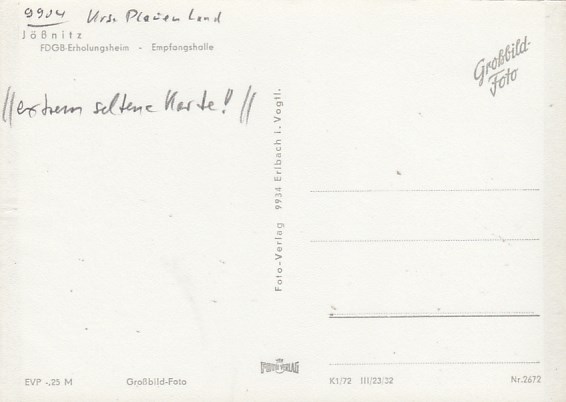 9904 Krs. Plauen Land
Jößnitz
FDGB-Erholungsheim - Empfangshalle
Großbild-
Foto
//extrem seltene Karte! //
Foto-Verlag 9934 Erlbach i. Vogtl.
EVP -,25 M Großbild-Foto
K1/72 III/23/32 Nr.2672